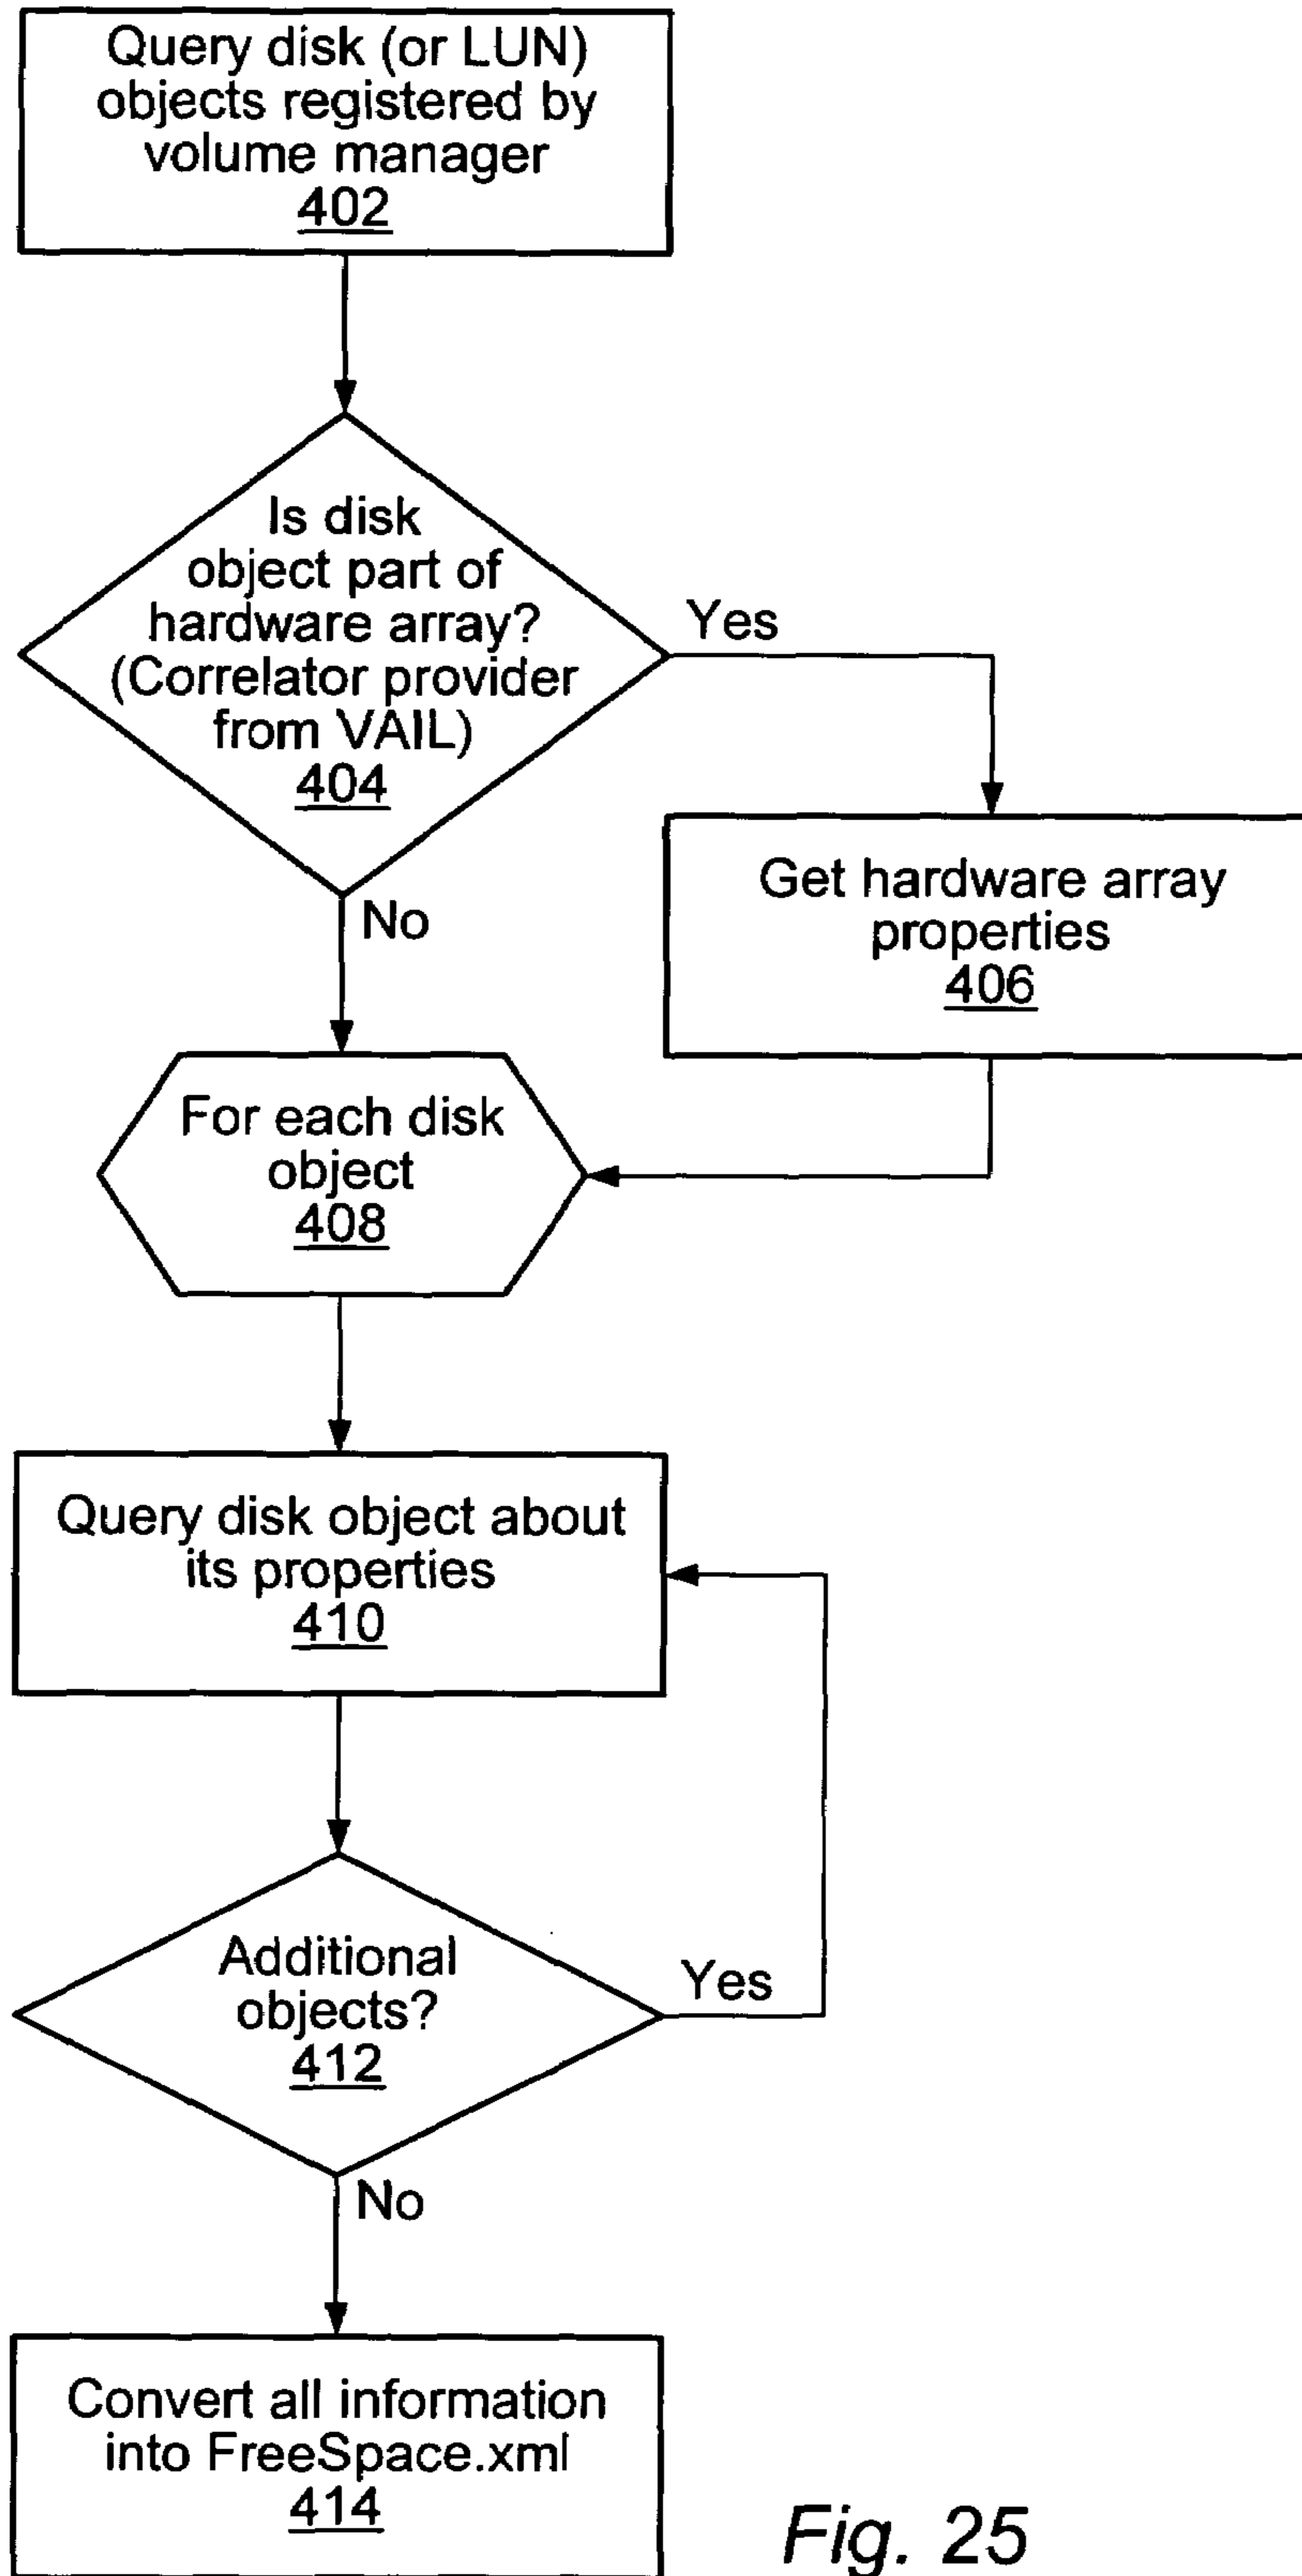 Query disk (or LUN)
objects registered by
volume manager
402
Is disk
object part of
hardware array?
(Correlator provider
from VAIL)
404
Yes
No
Get hardware array
properties
406
For each disk
object
408
Query disk object about
its properties
410
Additional
objects?
412
Yes
No
Convert all information
into FreeSpace.xml
414
Fig. 25